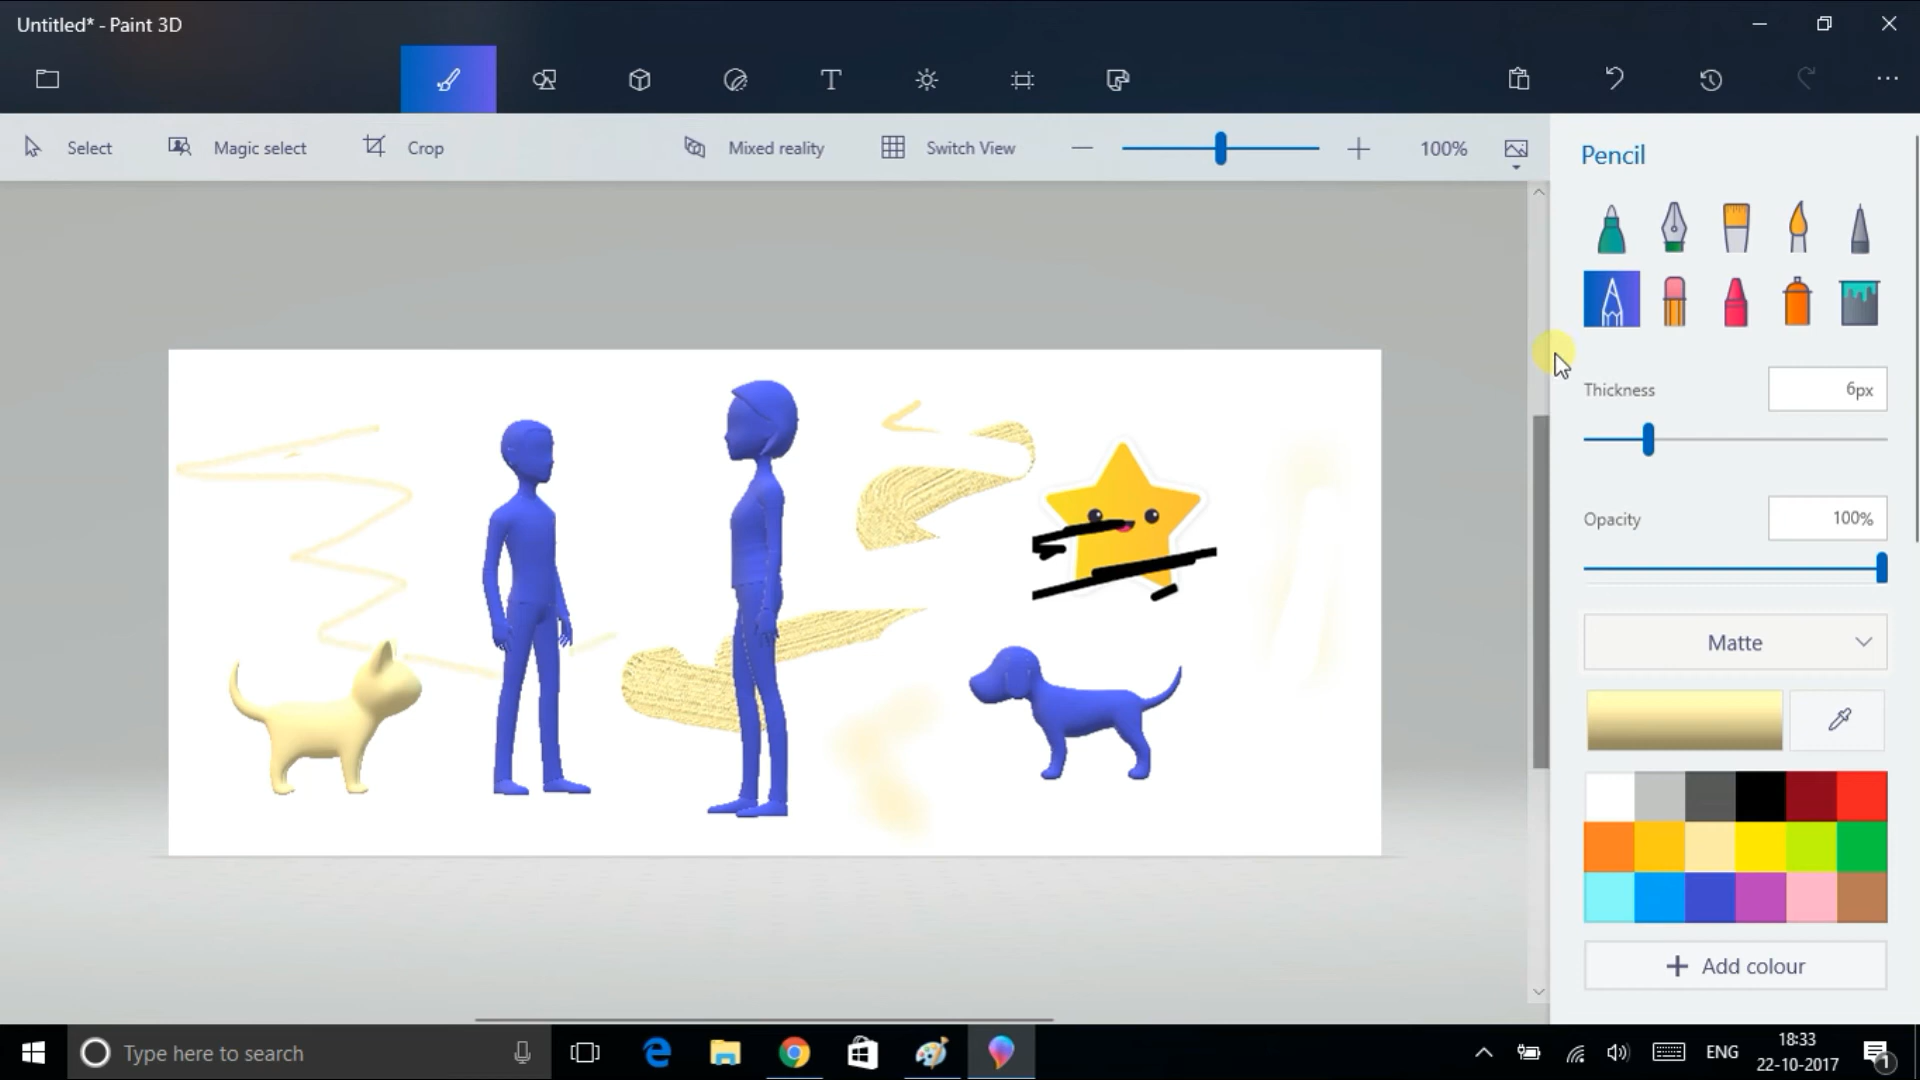 Untitled* - Paint 3D
Select
Magic select
Crop
Mixed reality
Switch View
100%
Pencil
Thickness
6px
Opacity
100%
Matte
Add colour
Type here to search
ENG
18:33
22-10-2017
1